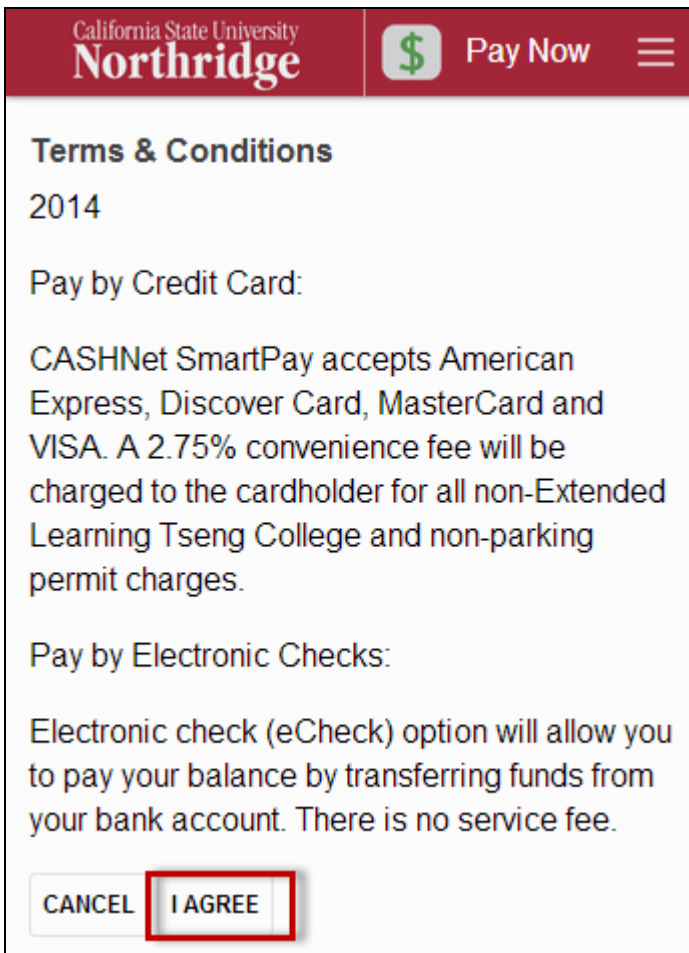 California State University
Northridge
$ Pay Now
Terms & Conditions
2014
Pay by Credit Card:
CASHNet SmartPay accepts American
Express, Discover Card, MasterCard and
VISA. A 2.75% convenience fee will be
charged to the cardholder for all non-Extended
Learning Tseng College and non-parking
permit charges.
Pay by Electronic Checks:
Electronic check (eCheck) option will allow you
to pay your balance by transferring funds from
your bank account. There is no service fee.
CANCEL I AGREE